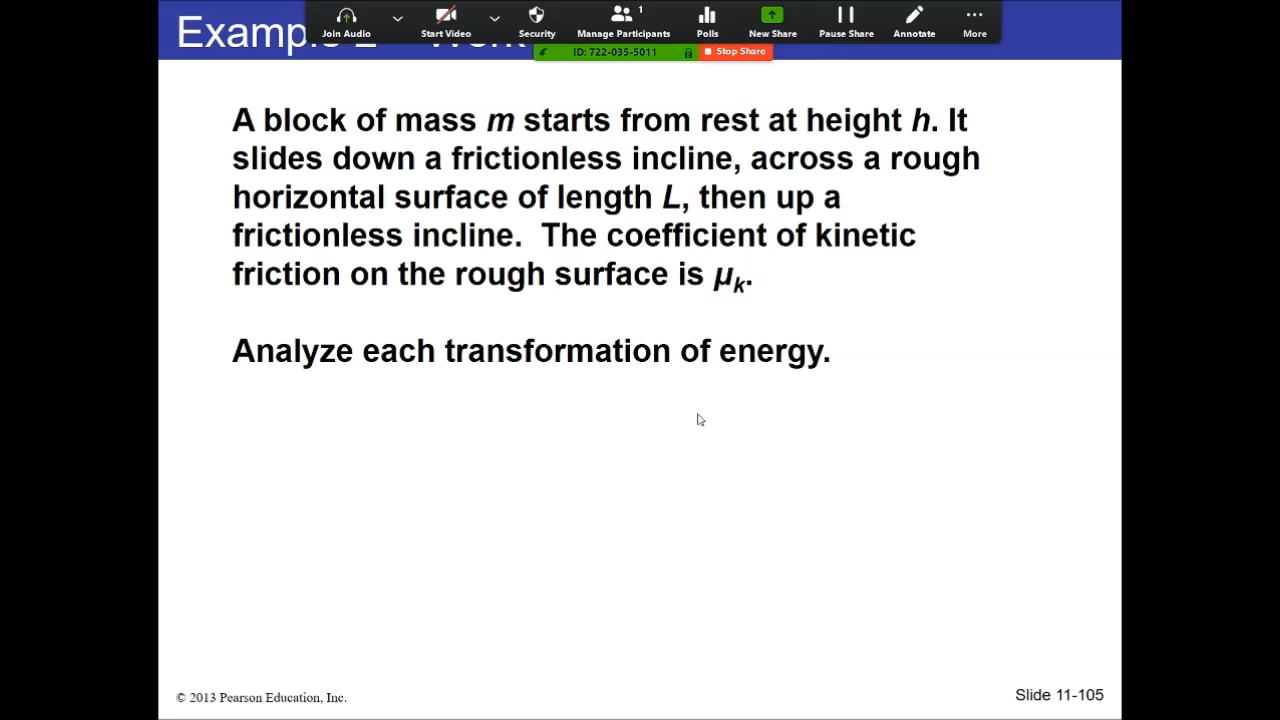 Join Audio
Start Video
Security
Manage Participants
1
Polls
New Share
Pause Share
Annotate
More
ID: 722-035-5011
Stop Share
A block of mass m starts from rest at height h. It
slides down a frictionless incline, across a rough
horizontal surface of length L, then up a
frictionless incline.  The coefficient of kinetic
friction on the rough surface is μk.
Analyze each transformation of energy.
© 2013 Pearson Education, Inc.
Slide 11-105